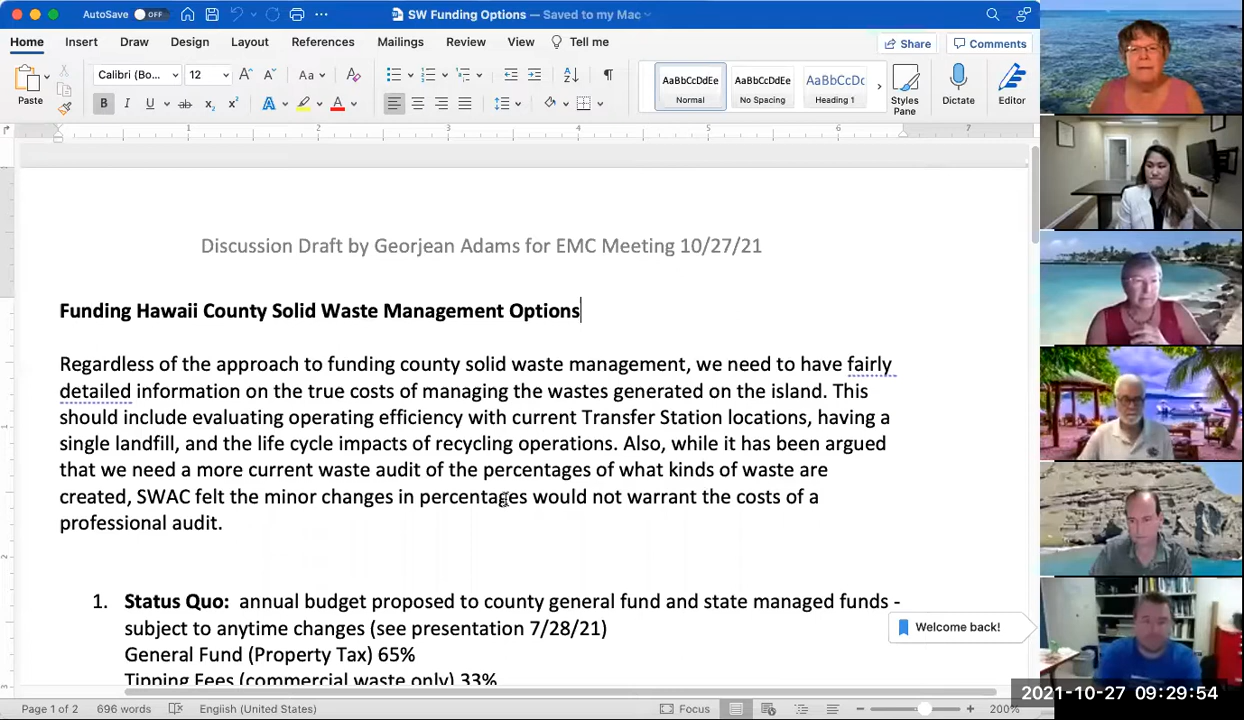 AutoSave OFF SW Funding Options — Saved to my Mac
Home Insert Draw Design Layout References Mailings Review View Tell me Share Comments
Paste Calibri (Bo... 12 AaBbCcDdEe Normal AaBbCcDdEe No Spacing AaBbCcDc Heading 1 Styles Pane Dictate Editor
1 2 3 4 5 6 7
Discussion Draft by Georjean Adams for EMC Meeting 10/27/21
Funding Hawaii County Solid Waste Management Options
Regardless of the approach to funding county solid waste management, we need to have fairly
detailed information on the true costs of managing the wastes generated on the island. This
should include evaluating operating efficiency with current Transfer Station locations, having a
single landfill, and the life cycle impacts of recycling operations. Also, while it has been argued
that we need a more current waste audit of the percentages of what kinds of waste are
created, SWAC felt the minor changes in percentages would not warrant the costs of a
professional audit.
1. Status Quo: annual budget proposed to county general fund and state managed funds -
subject to anytime changes (see presentation 7/28/21)
General Fund (Property Tax) 65%
Tipping Fees (commercial waste only) 33%
Welcome back!
2021-10-27 09:29:54
Page 1 of 2 696 words English (United States) Focus 200%